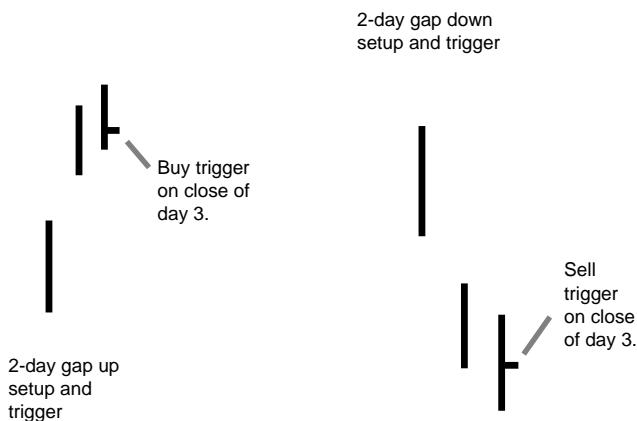 2-day gap down
setup and trigger
Buy trigger
on close of
day 3.
Sell
trigger
on close
of day 3.
2-day gap up
setup and
trigger